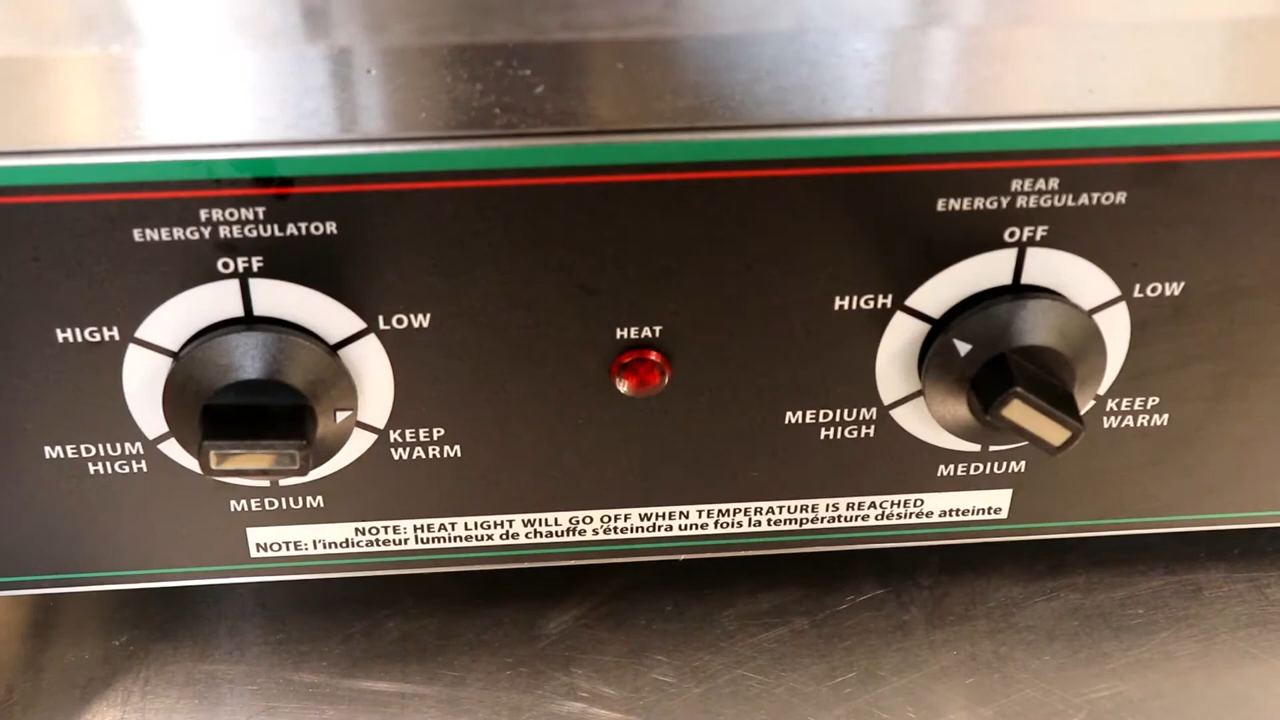 FRONT
ENERGY REGULATOR
OFF
LOW
HIGH
KEEP
WARM
MEDIUM
HIGH
MEDIUM
HEAT
REAR
ENERGY REGULATOR
OFF
LOW
HIGH
KEEP
WARM
MEDIUM
HIGH
MEDIUM
NOTE: HEAT LIGHT WILL GO OFF WHEN TEMPERATURE IS REACHED
NOTE: l'indicateur lumineux de chauffe s'éteindra une fois la température désirée atteinte